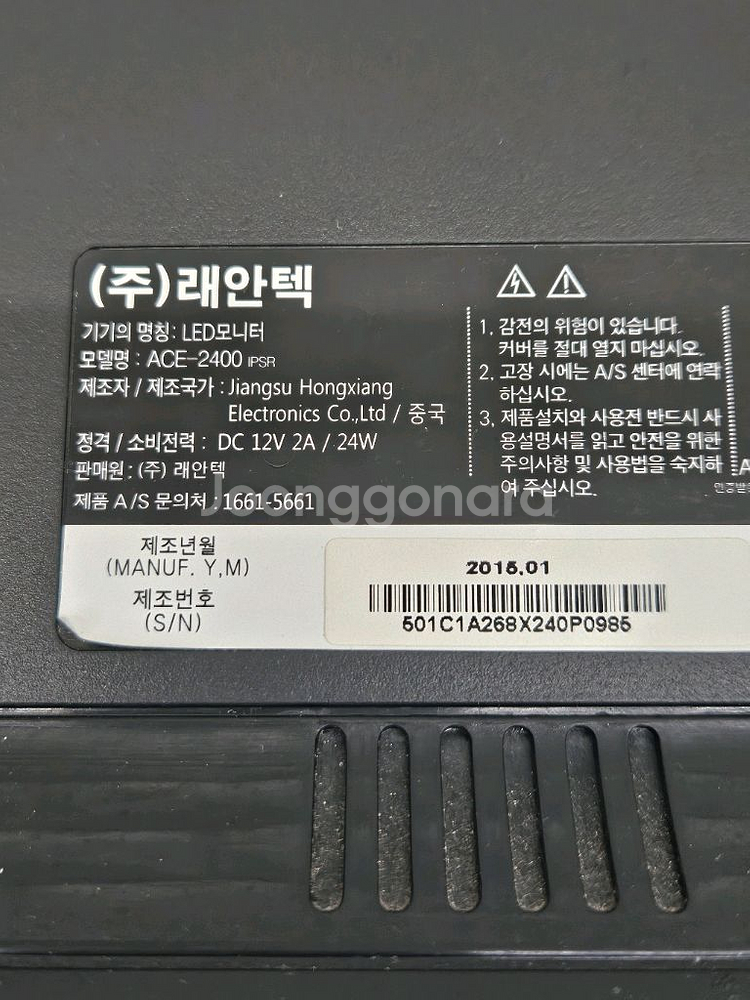 (주)래안텍
기기의 명칭: LED모니터
모델명 : ACE-2400 IPSR
제조자 / 제조국가 : Jiangsu Hongxiang
Electronics Co.,Ltd / 중국
정격 / 소비전력 : DC 12V 2A / 24W
판매원 : (주) 래안텍
제품 A/S 문의처 : 1661-5661
1. 감전의 위험이 있습니다.
커버를 절대 열지 마십시오.
2. 고장 시에는 A/S 센터에 연락
하십시오.
3. 제품설치와 사용전 반드시 사
용설명서를 읽고 안전을 위한
주의사항 및 사용법을 숙지하
여 주십시오.
제조년월
(MANUF. Y,M)
2015.01
제조번호
(S/N)
501C1A268X240P0985
Joonggonara